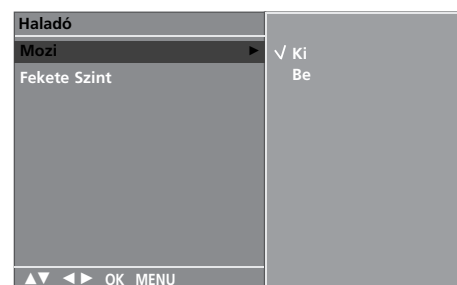 Haladó
Mozi ►
Fekete Szint
√ Ki
Be
▲▼ ◄► OK MENU